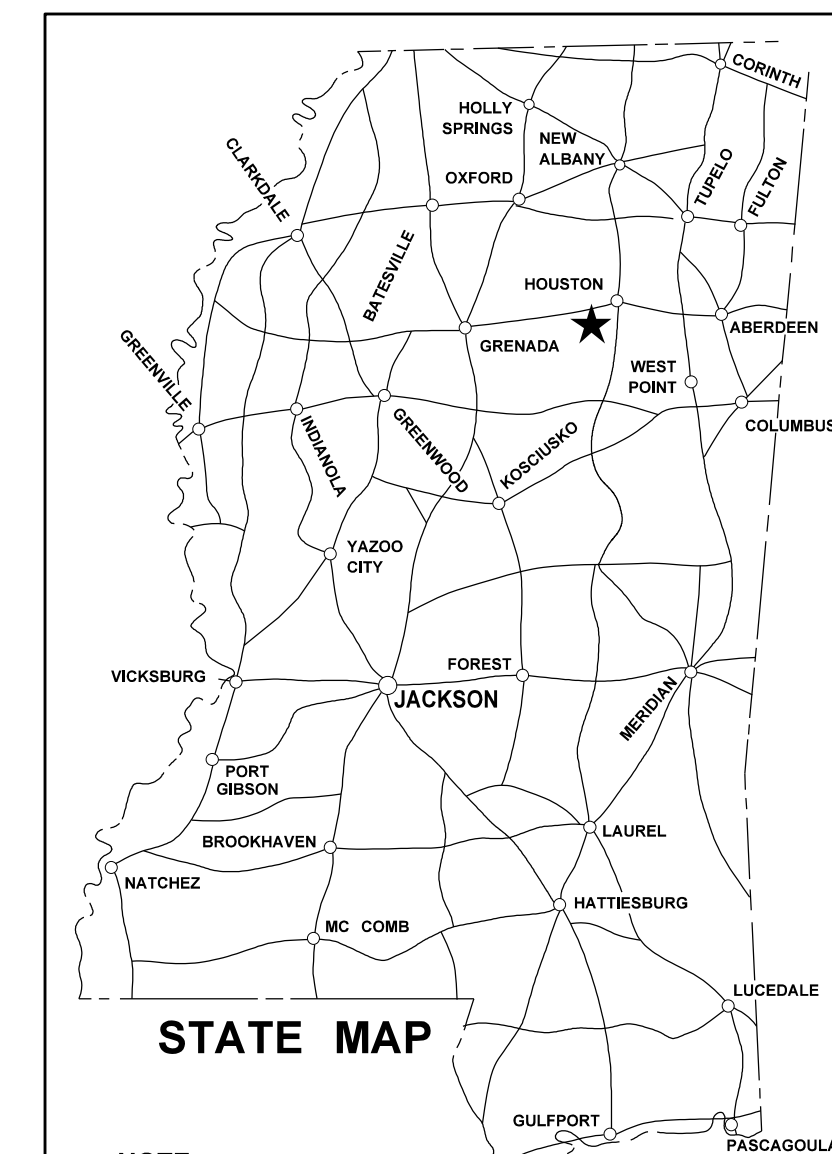 CORINTH
HOLLY
SPRINGS
NEW
ALBANY
CLARKDALE
OXFORD
TUPELO
FULTON
BATESVILLE
HOUSTON
ABERDEEN
GRENADA
GREENVILLE
WEST
POINT
COLUMBUS
INDIANOLA
GREENWOOD
KOSCIUSKO
YAZOO
CITY
FOREST
VICKSBURG
JACKSON
MERIDIAN
PORT
GIBSON
LAUREL
BROOKHAVEN
NATCHEZ
HATTIESBURG
MC COMB
LUCEDALE
STATE MAP
GULFPORT
PASCAGOULA